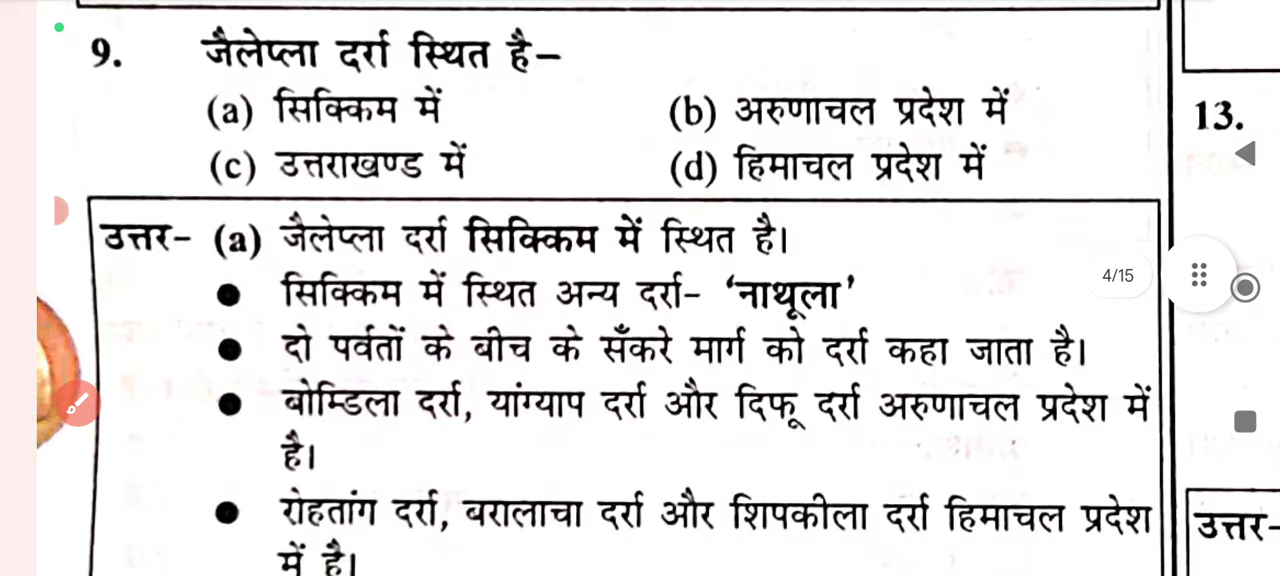 9. जैलेप्ला दर्रा स्थित है–
(a) सिक्किम में (b) अरुणाचल प्रदेश में
(c) उत्तराखण्ड में (d) हिमाचल प्रदेश में
उत्तर– (a) जैलेप्ला दर्रा सिक्किम में स्थित है।
● सिक्किम में स्थित अन्य दर्रा– ‘नाथूला’
● दो पर्वतों के बीच के सँकरे मार्ग को दर्रा कहा जाता है।
● बोम्डिला दर्रा, यांग्याप दर्रा और दिफू दर्रा अरुणाचल प्रदेश में
है।
● रोहतांग दर्रा, बरालाचा दर्रा और शिपकीला दर्रा हिमाचल प्रदेश
में है।
13.
4/15
उत्तर–